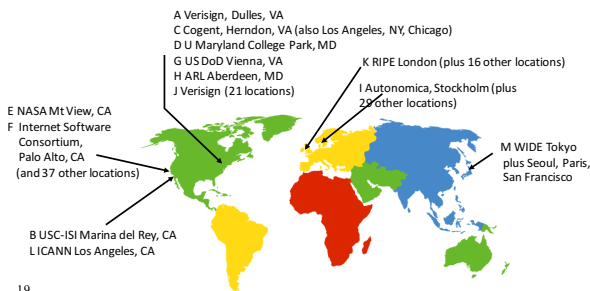 A Verisign, Dulles, VA
C Cogent, Herndon, VA (also Los Angeles, NY, Chicago)
D U Maryland College Park, MD
G US DoD Vienna, VA
H ARL Aberdeen, MD
J Verisign (21 locations)
K RIPE London (plus 16 other locations)
I Autonomica, Stockholm (plus
29 other locations)
E NASA Mt View, CA
F Internet Software
Consortium,
Palo Alto, CA
(and 37 other locations)
M WIDE Tokyo
plus Seoul, Paris,
San Francisco
B USC-ISI Marina del Rey, CA
L ICANN Los Angeles, CA
19